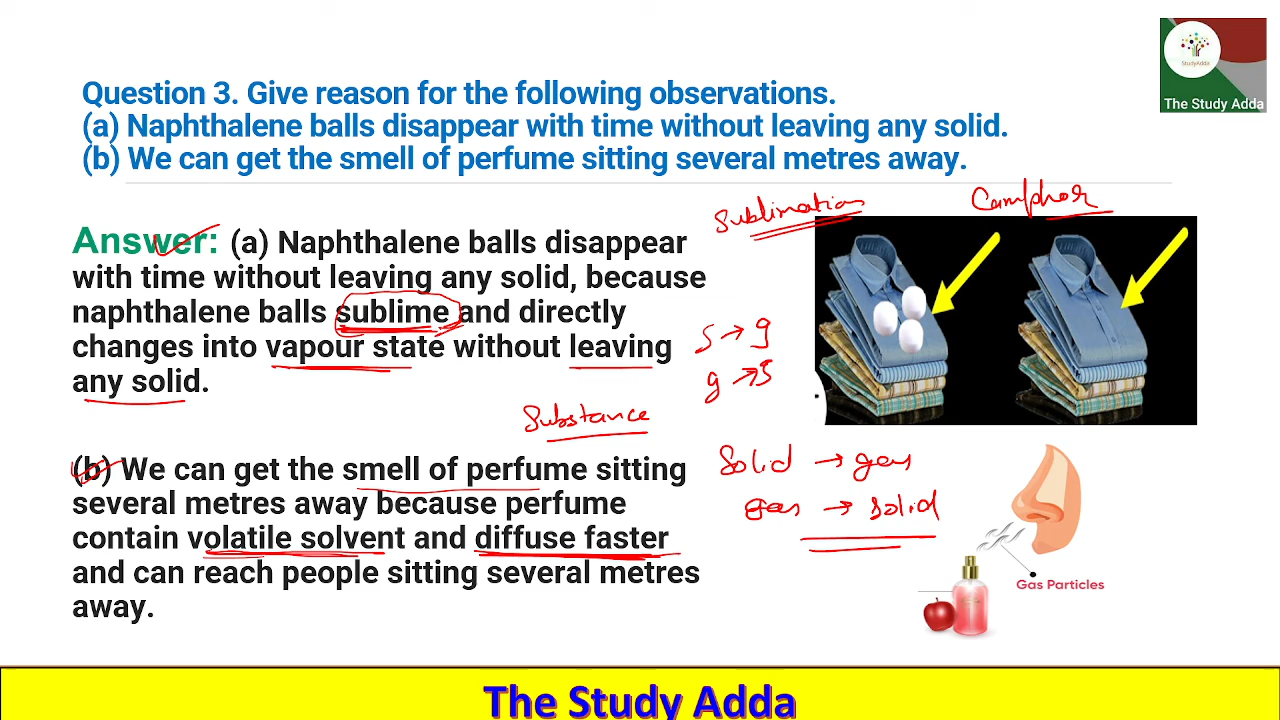 StudyAdda
The Study Adda
Question 3. Give reason for the following observations.
(a) Naphthalene balls disappear with time without leaving any solid.
(b) We can get the smell of perfume sitting several metres away.
Sublimation
Camphor
Answer: (a) Naphthalene balls disappear
with time without leaving any solid, because
naphthalene balls sublime and directly
changes into vapour state without leaving
any solid.
s → g
g → s
Substance
(b) We can get the smell of perfume sitting
several metres away because perfume
contain volatile solvent and diffuse faster
and can reach people sitting several metres
away.
Solid → gas
gas → solid
Gas Particles
The Study Adda